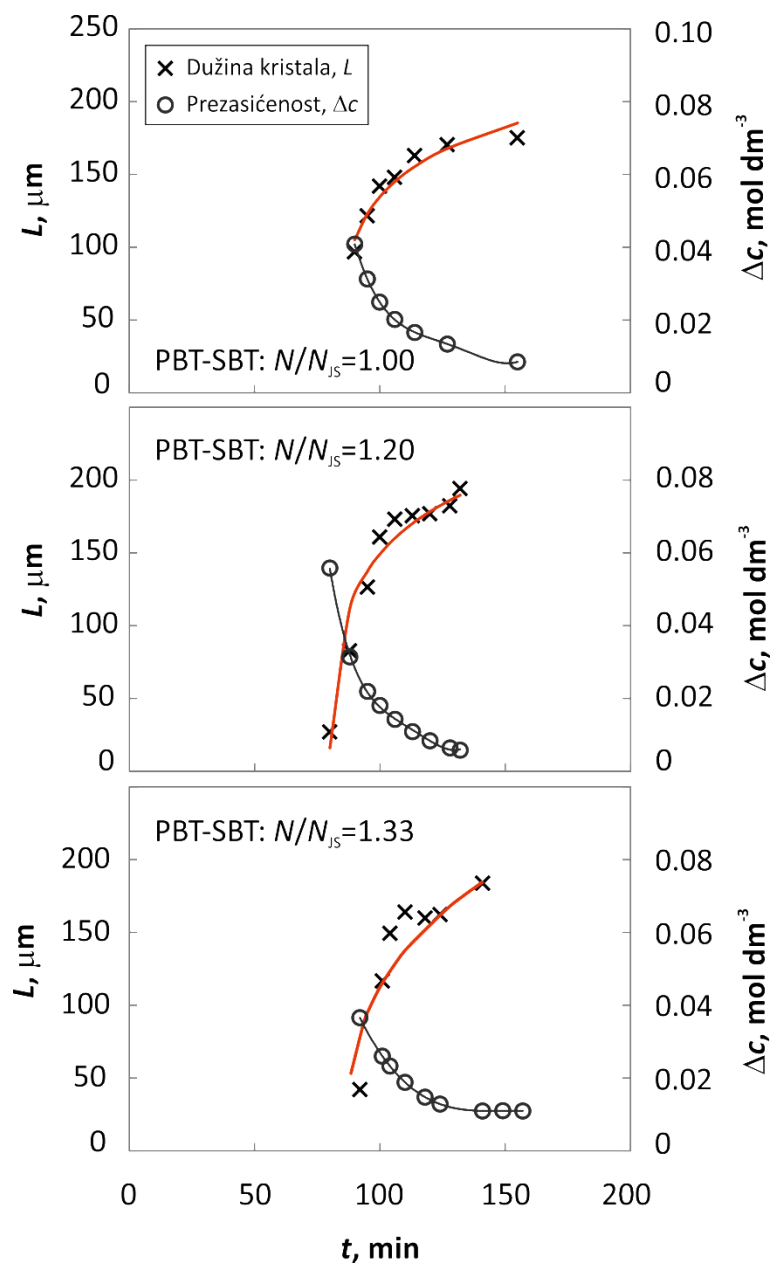 250
200
150
100
50
0
L, μm
× Dužina kristala, L
○ Prezasićenost, Δc
PBT-SBT: N/N_JS=1.00
0.10
0.08
0.06
0.04
0.02
0
Δc, mol dm⁻³
200
150
100
50
0
L, μm
PBT-SBT: N/N_JS=1.20
0.08
0.06
0.04
0.02
0
Δc, mol dm⁻³
200
150
100
50
0
L, μm
PBT-SBT: N/N_JS=1.33
0.08
0.06
0.04
0.02
0
Δc, mol dm⁻³
0 50 100 150 200
t, min